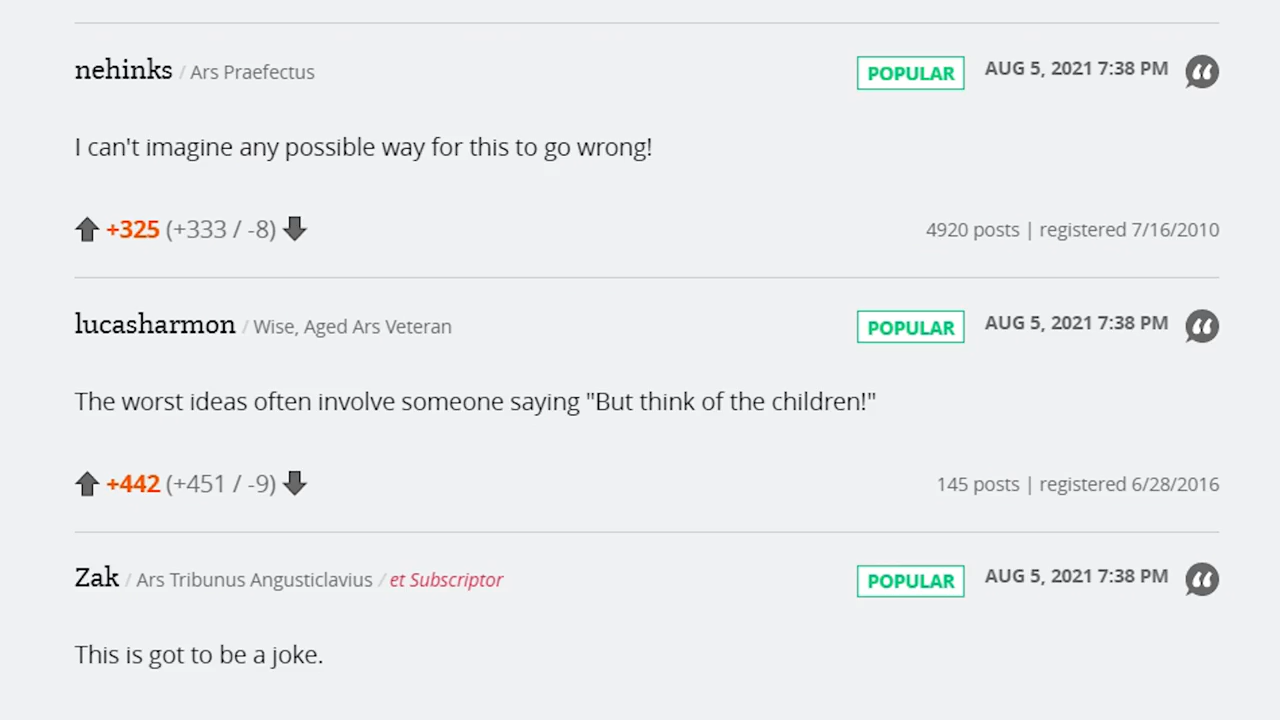 nehinks / Ars Praefectus POPULAR AUG 5, 2021 7:38 PM
I can't imagine any possible way for this to go wrong!
+325 (+333 / -8) 4920 posts | registered 7/16/2010
lucasharmon / Wise, Aged Ars Veteran POPULAR AUG 5, 2021 7:38 PM
The worst ideas often involve someone saying "But think of the children!"
+442 (+451 / -9) 145 posts | registered 6/28/2016
Zak / Ars Tribunus Angusticlavius / et Subscriptor POPULAR AUG 5, 2021 7:38 PM
This is got to be a joke.